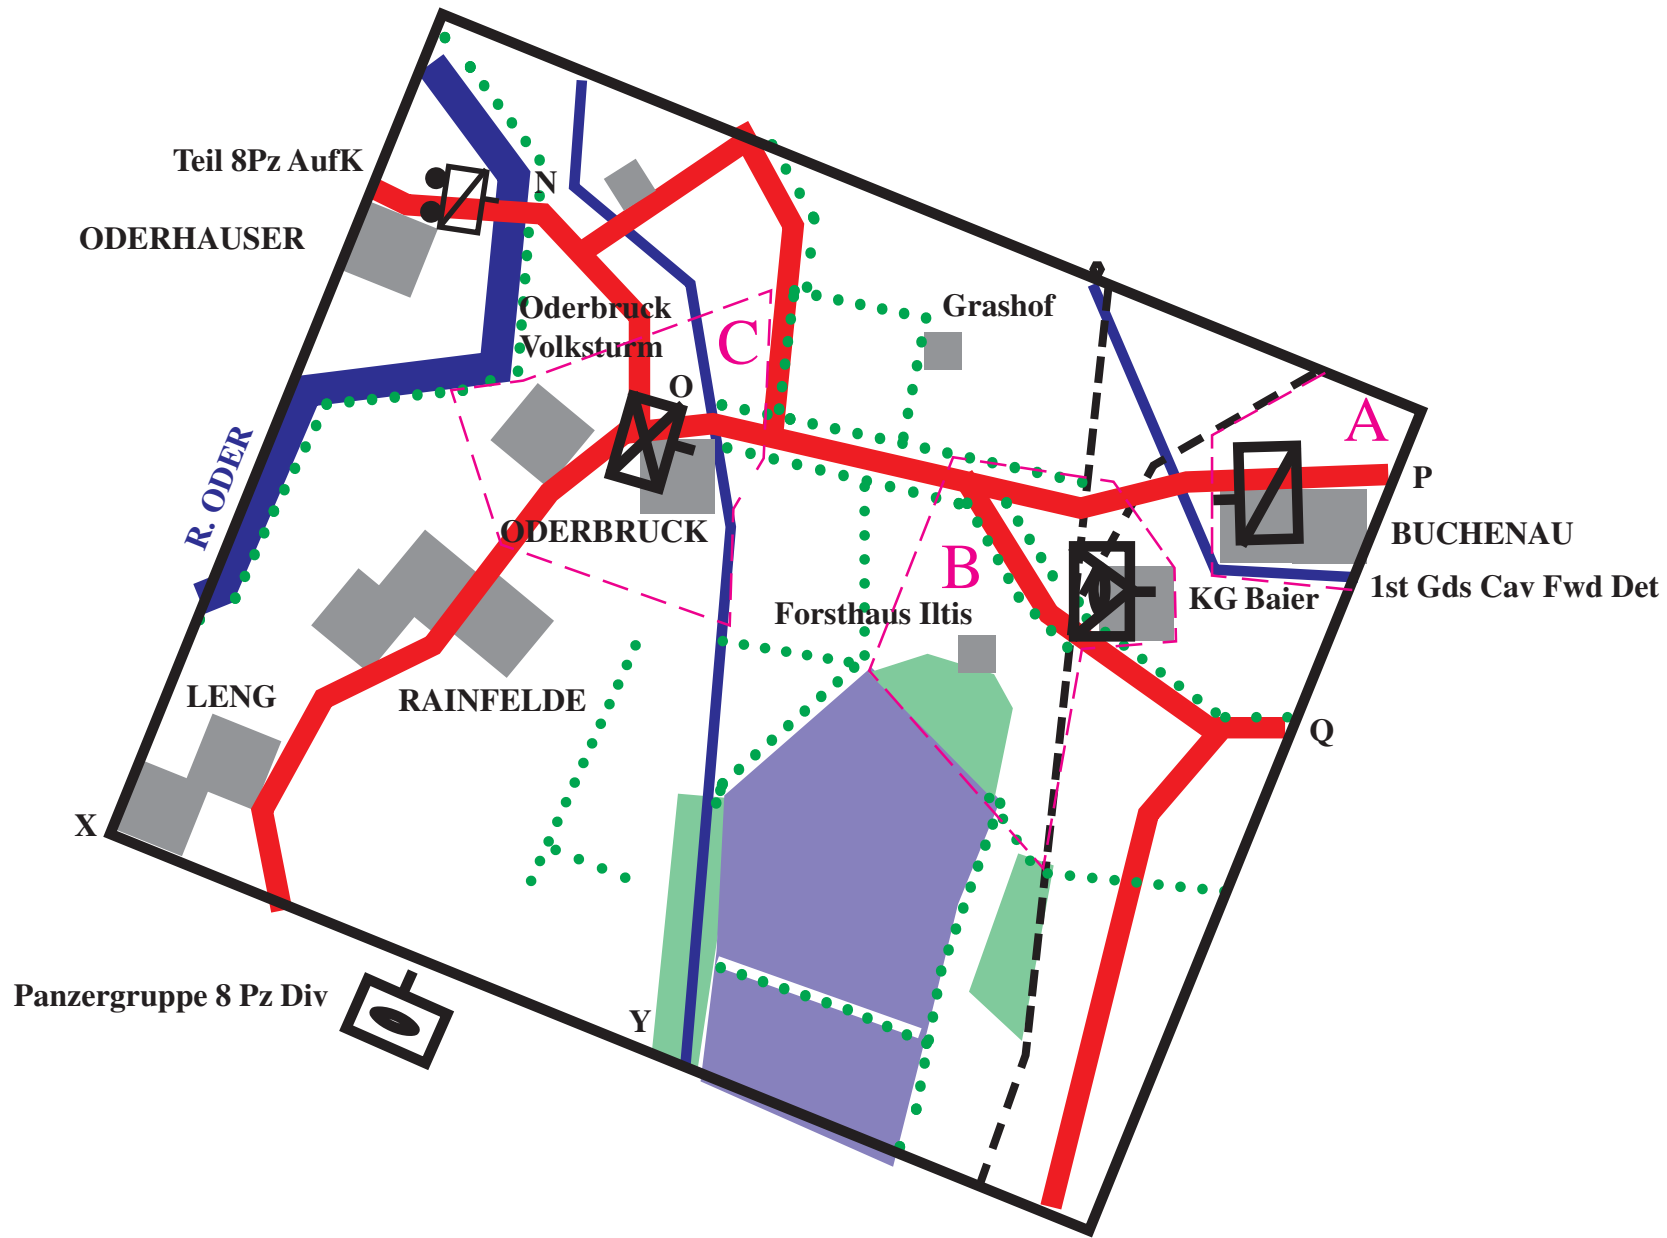 Teil 8Pz AufK
N
ODERHAUSER
Oderbruck
Volksturm
C
Grashof
O
A
P
R. ODER
ODERBRUCK
BUCHENAU
B
1st Gds Cav Fwd Det
KG Baier
Forsthaus Iltis
LENG
RAINFELDE
Q
X
Panzergruppe 8 Pz Div
Y